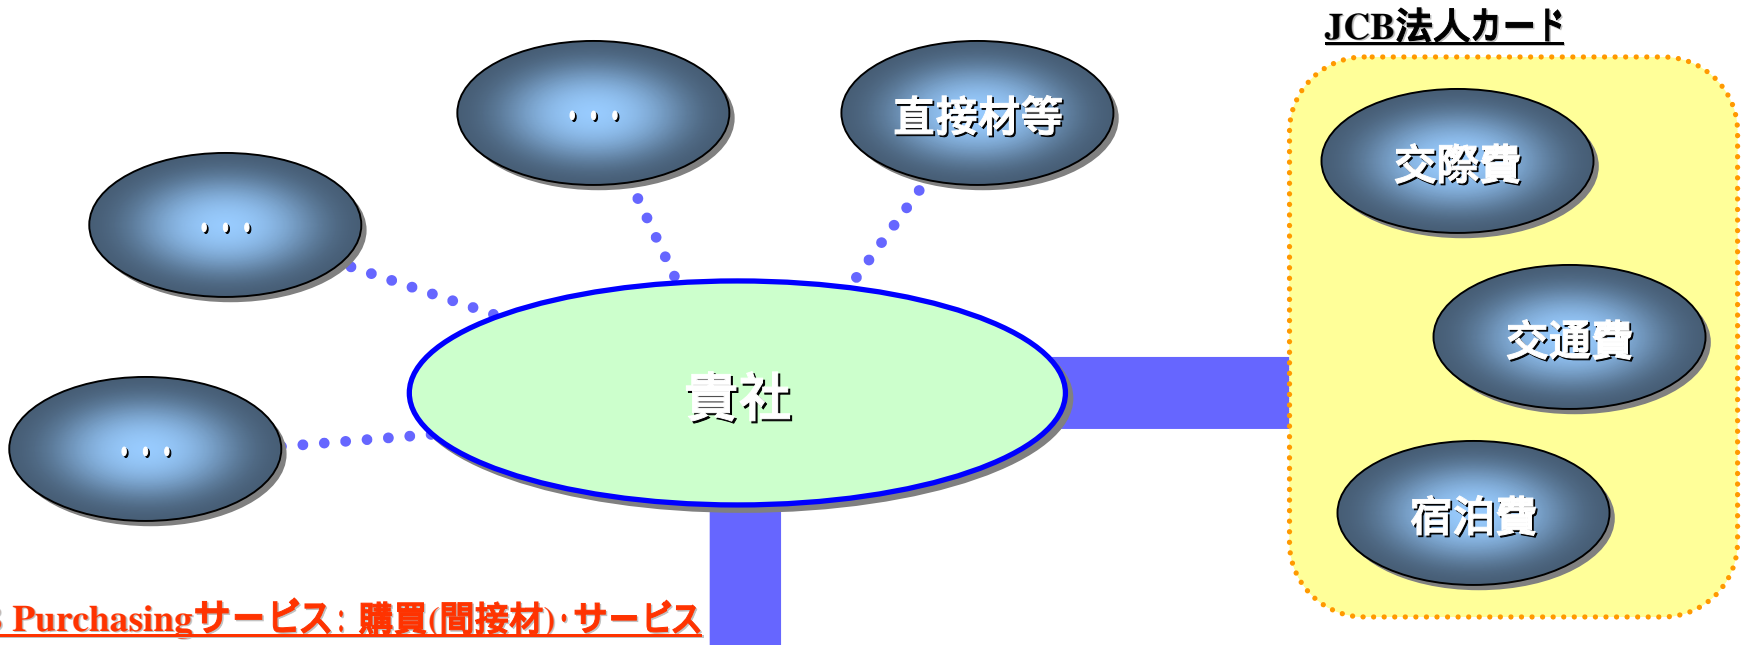 JCB法人カード
・・・
直接材等
交際費
・・・
交通費
貴社
・・・
宿泊費
Purchasingサービス：購買(間接材)・サービス